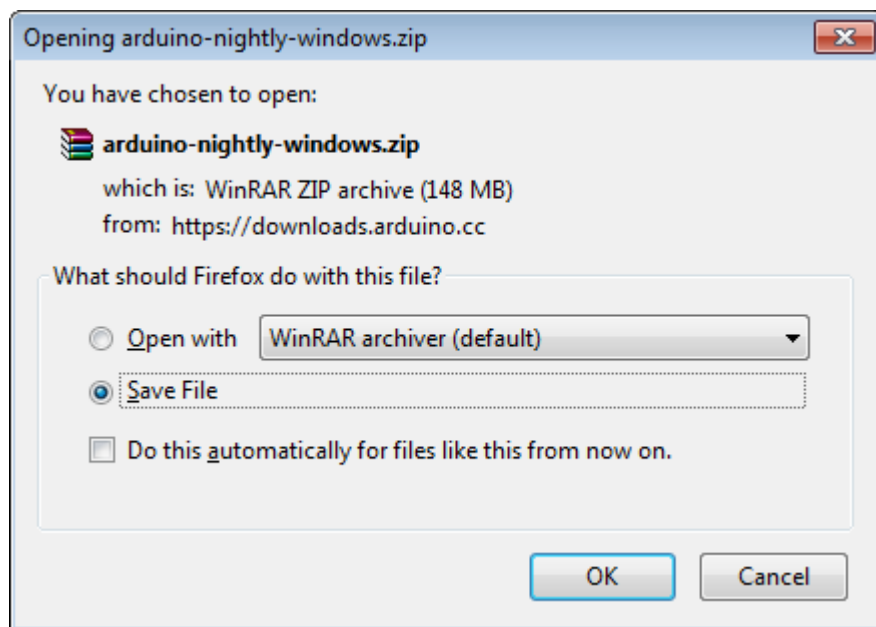 Opening arduino-nightly-windows.zip
You have chosen to open:
arduino-nightly-windows.zip
which is: WinRAR ZIP archive (148 MB)
from: https://downloads.arduino.cc
What should Firefox do with this file?
Open with WinRAR archiver (default)
Save File
Do this automatically for files like this from now on.
OK Cancel